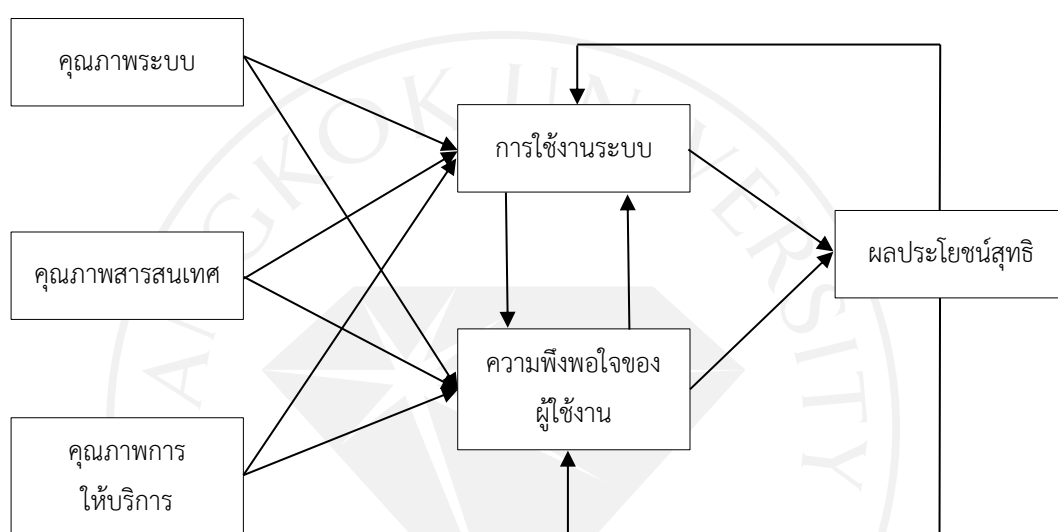 คุณภาพระบบ
การใช้งานระบบ
ผลประโยชน์สุทธิ
คุณภาพสารสนเทศ
ความพึงพอใจของ
ผู้ใช้งาน
คุณภาพการ
ให้บริการ
ANGKOK UNIVERSITY